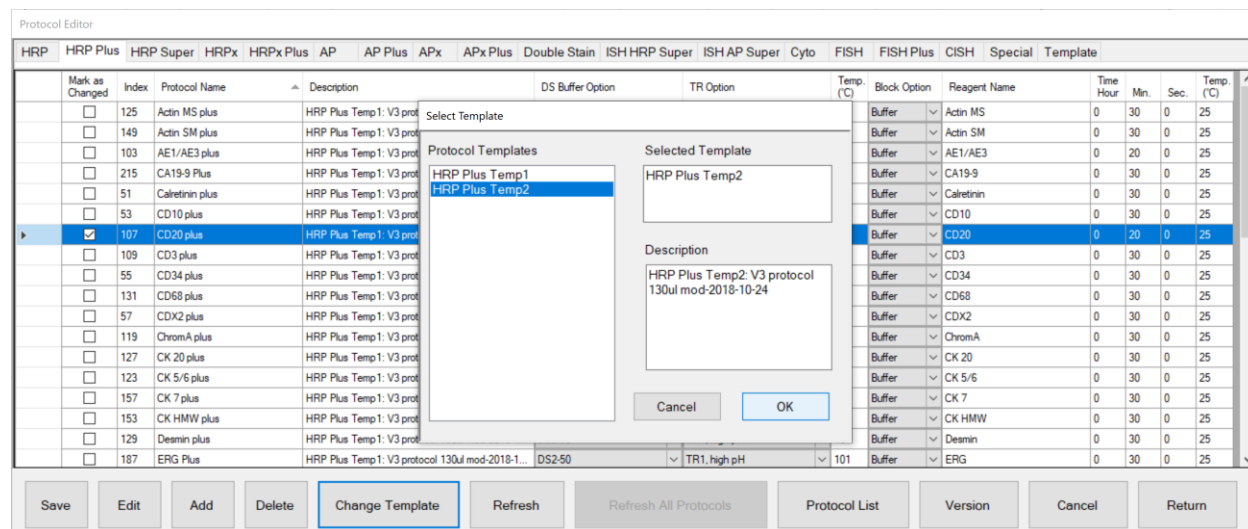 Protocol Editor
HRP HRP Plus HRP Super HRPx HRPx Plus AP AP Plus APx APx Plus Double Stain ISH HRP Super ISH AP Super Cyto FISH FISH Plus CISH Special Template
Mark as Changed Index Protocol Name Description DS Buffer Option TR Option Temp. (°C) Block Option Reagent Name Time Hour Min. Sec. Temp. (°C)
125 Actin MS plus HRP Plus Temp1: V3 prot Buffer Actin MS 0 30 0 25
149 Actin SM plus HRP Plus Temp1: V3 prot Buffer Actin SM 0 30 0 25
103 AE1/AE3 plus HRP Plus Temp1: V3 prot Buffer AE1/AE3 0 20 0 25
215 CA19-9 Plus HRP Plus Temp1: V3 prot Buffer CA19-9 0 30 0 25
51 Calretinin plus HRP Plus Temp1: V3 prot Buffer Calretinin 0 30 0 25
53 CD10 plus HRP Plus Temp1: V3 prot Buffer CD10 0 30 0 25
107 CD20 plus HRP Plus Temp1: V3 prot Buffer CD20 0 20 0 25
109 CD3 plus HRP Plus Temp1: V3 prot Buffer CD3 0 30 0 25
55 CD34 plus HRP Plus Temp1: V3 prot Buffer CD34 0 30 0 25
131 CD68 plus HRP Plus Temp1: V3 prot Buffer CD68 0 30 0 25
57 CDX2 plus HRP Plus Temp1: V3 prot Buffer CDX2 0 30 0 25
119 ChromA plus HRP Plus Temp1: V3 prot Buffer ChromA 0 30 0 25
127 CK 20 plus HRP Plus Temp1: V3 prot Buffer CK 20 0 30 0 25
123 CK 5/6 plus HRP Plus Temp1: V3 prot Buffer CK 5/6 0 30 0 25
157 CK 7 plus HRP Plus Temp1: V3 prot Buffer CK 7 0 30 0 25
153 CK HMW plus HRP Plus Temp1: V3 prot Buffer CK HMW 0 30 0 25
129 Desmin plus HRP Plus Temp1: V3 prot Buffer Desmin 0 30 0 25
187 ERG Plus HRP Plus Temp1: V3 protocol 130ul mod-2018-1... DS2-50 TR1, high pH 101 Buffer ERG 0 30 0 25
Select Template
Protocol Templates
HRP Plus Temp1
HRP Plus Temp2
Selected Template
HRP Plus Temp2
Description
HRP Plus Temp2: V3 protocol
130ul mod-2018-10-24
Cancel OK
Save Edit Add Delete Change Template Refresh Refresh All Protocols Protocol List Version Cancel Return